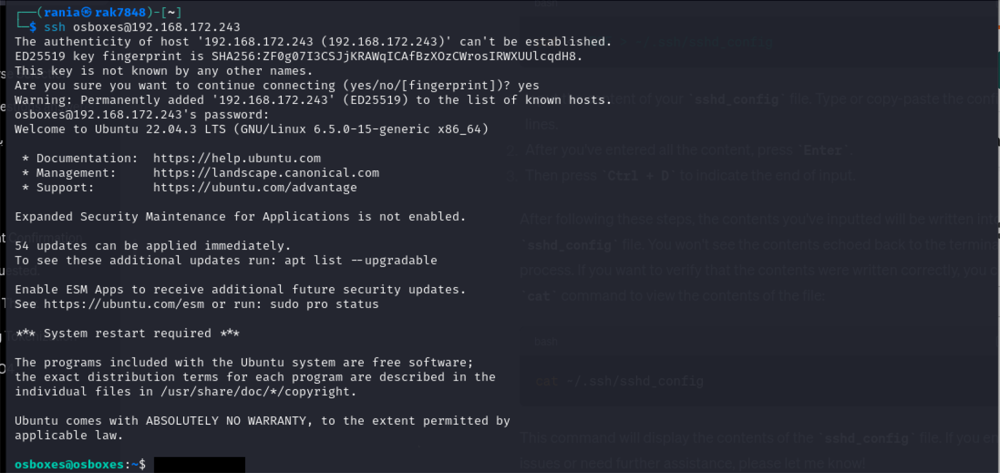 ┌──(rania㉿rak7848)-[~]
└─$ ssh osboxes@192.168.172.243
The authenticity of host '192.168.172.243 (192.168.172.243)' can't be established.
ED25519 key fingerprint is SHA256:ZF0g07I3CSJjKRAWqICAfBzXOzCWrosIRWXUUlcqdH8.
This key is not known by any other names.
Are you sure you want to continue connecting (yes/no/[fingerprint])? yes
Warning: Permanently added '192.168.172.243' (ED25519) to the list of known hosts.
osboxes@192.168.172.243's password:
Welcome to Ubuntu 22.04.3 LTS (GNU/Linux 6.5.0-15-generic x86_64)

 * Documentation:  https://help.ubuntu.com
 * Management:     https://landscape.canonical.com
 * Support:        https://ubuntu.com/advantage

Expanded Security Maintenance for Applications is not enabled.

54 updates can be applied immediately.
To see these additional updates run: apt list --upgradable

Enable ESM Apps to receive additional future security updates.
See https://ubuntu.com/esm or run: sudo pro status

*** System restart required ***

The programs included with the Ubuntu system are free software;
the exact distribution terms for each program are described in the
individual files in /usr/share/doc/*/copyright.

Ubuntu comes with ABSOLUTELY NO WARRANTY, to the extent permitted by
applicable law.

osboxes@osboxes:~$
bash
> ~/.ssh/sshd_config
content of your `sshd_config` file. Type or copy-paste the
lines.
2. After you've entered all the content, press `Enter`.
3. Then press `Ctrl + D` to indicate the end of input.
After following these steps, the contents you've inputted will be written into
`sshd_config` file. You won't see the contents echoed back to the
process. If you want to verify that the contents were written correctly, you
`cat` command to view the contents of the file:
bash
cat ~/.ssh/sshd_config
This command will display the contents of the `sshd_config` file. If you
issues or need further assistance, please let me know!
Confirmation